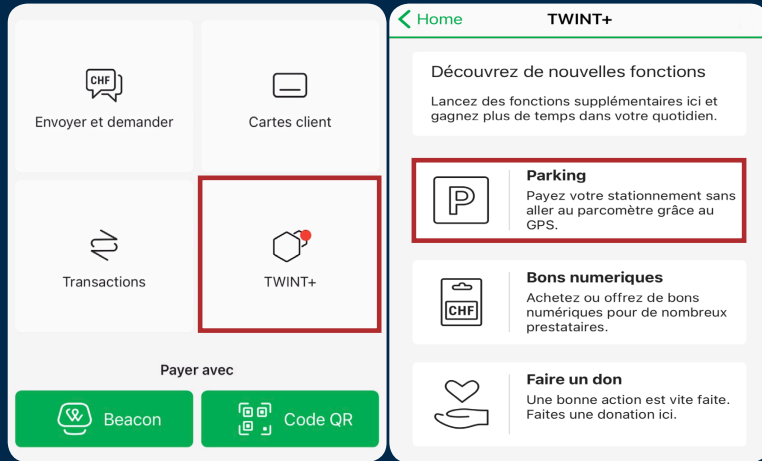 CHF
Envoyer et demander
Cartes client
Transactions
TWINT+
Payer avec
Beacon
Code QR
Home
TWINT+
Découvrez de nouvelles fonctions
Lancez des fonctions supplémentaires ici et
gagnez plus de temps dans votre quotidien.
P
Parking
Payez votre stationnement sans
aller au parcomètre grâce au
GPS.
CHF
Bons numeriques
Achetez ou offrez de bons
numériques pour de nombreux
prestataires.
Faire un don
Une bonne action est vite faite.
Faites une donation ici.